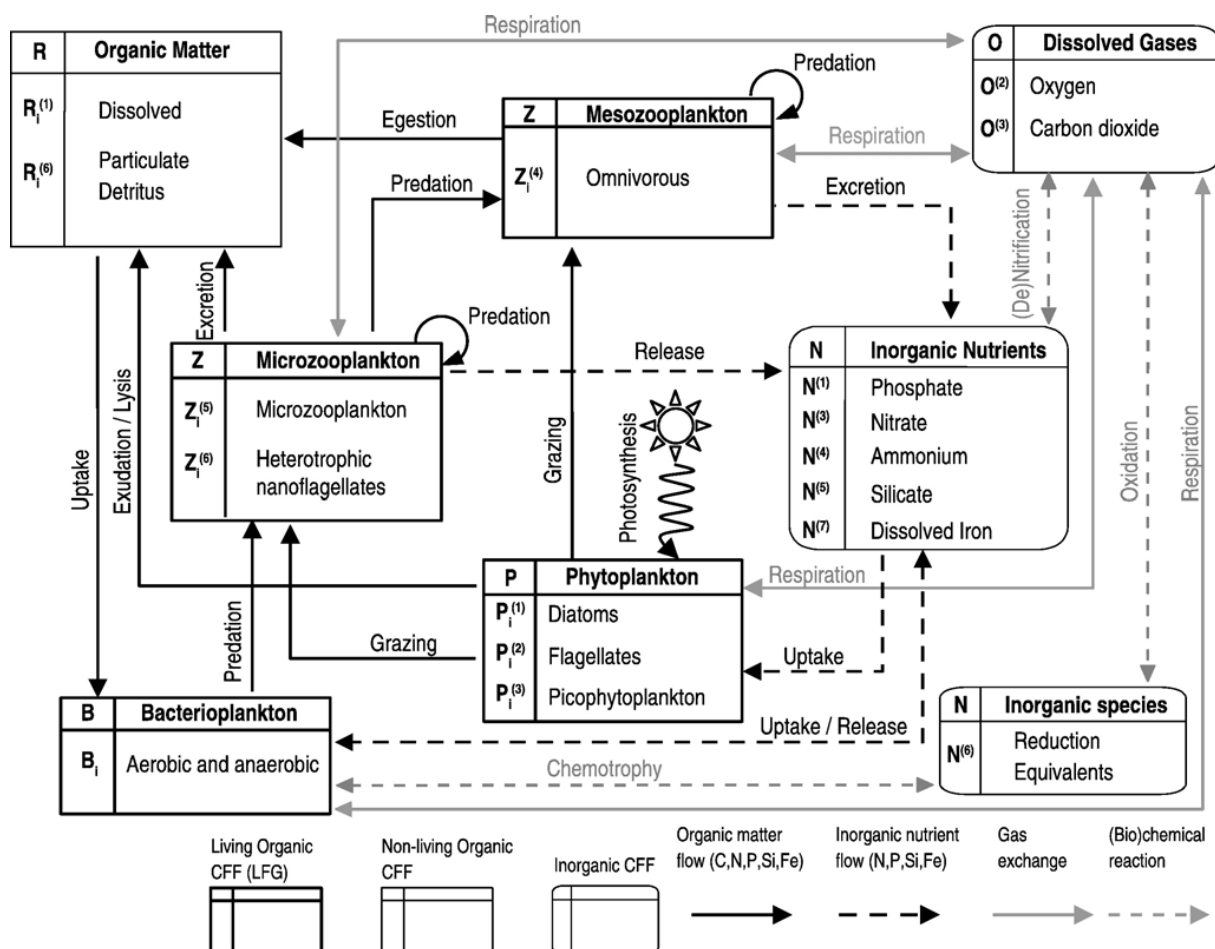 R Organic Matter
R_i^(1) Dissolved
R_i^(6) Particulate
Detritus
Respiration
O Dissolved Gases
O^(2) Oxygen
O^(3) Carbon dioxide
Predation
Egestion
Z Mesozooplankton
Z_i^(4) Omnivorous
Respiration
Predation
Excretion
(De)Nitrification
Excretion
Z Microzooplankton
Z_i^(5) Microzooplankton
Z_i^(6) Heterotrophic
nanoflagellates
Predation
Release
N Inorganic Nutrients
N^(1) Phosphate
N^(3) Nitrate
N^(4) Ammonium
N^(5) Silicate
N^(7) Dissolved Iron
Uptake
Exudation / Lysis
Grazing
Photosynthesis
Oxidation
Respiration
P Phytoplankton
P_i^(1) Diatoms
P_i^(2) Flagellates
P_i^(3) Picophytoplankton
Respiration
Predation
Grazing
Uptake
B Bacterioplankton
B_i Aerobic and anaerobic
Uptake / Release
Chemotrophy
N Inorganic species
N^(6) Reduction
Equivalents
Living Organic
CFF (LFG)
Non-living Organic
CFF
Inorganic CFF
Organic matter
flow (C,N,P,Si,Fe)
Inorganic nutrient
flow (N,P,Si,Fe)
Gas
exchange
(Bio)chemical
reaction